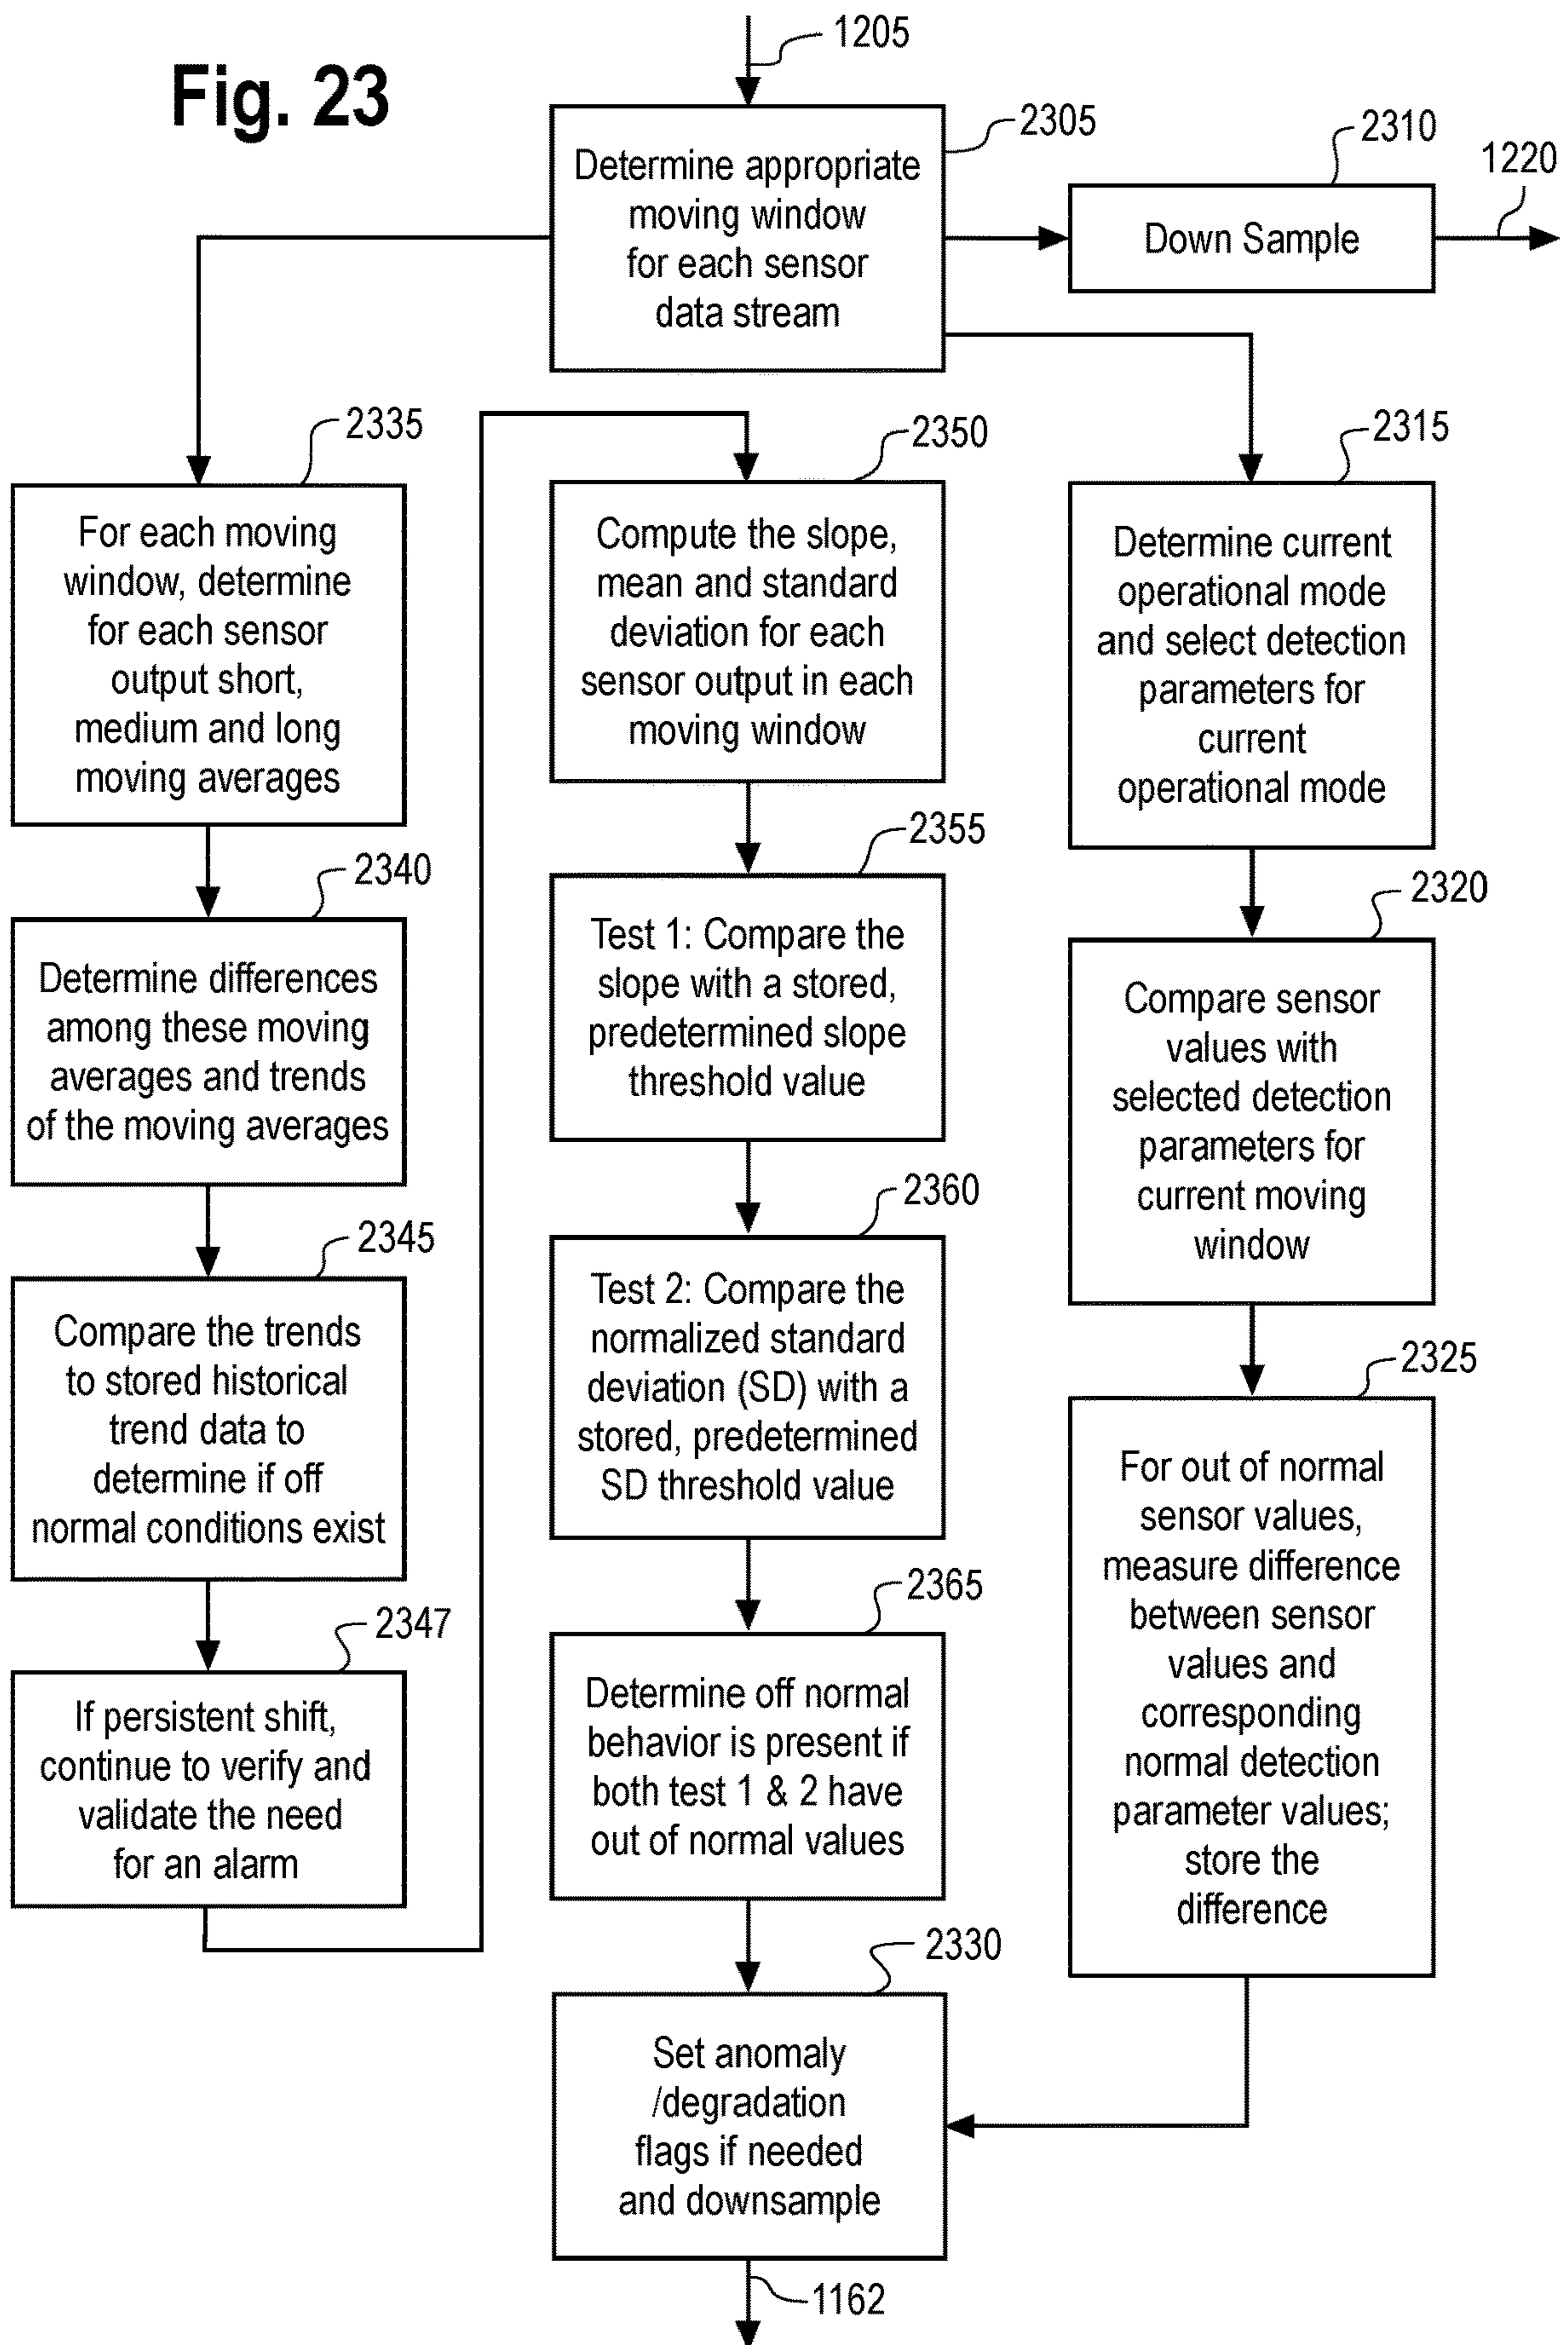 Fig. 23
1205
2305
Determine appropriate
moving window
for each sensor
data stream
2310
Down Sample
1220
2335
For each moving
window, determine
for each sensor
output short,
medium and long
moving averages
2340
Determine differences
among these moving
averages and trends
of the moving averages
2345
Compare the trends
to stored historical
trend data to
determine if off
normal conditions exist
2347
If persistent shift,
continue to verify and
validate the need
for an alarm
2350
Compute the slope,
mean and standard
deviation for each
sensor output in each
moving window
2355
Test 1: Compare the
slope with a stored,
predetermined slope
threshold value
2360
Test 2: Compare the
normalized standard
deviation (SD) with a
stored, predetermined
SD threshold value
2365
Determine off normal
behavior is present if
both test 1 & 2 have
out of normal values
2315
Determine current
operational mode
and select detection
parameters for
current
operational mode
2320
Compare sensor
values with
selected detection
parameters for
current moving
window
2325
For out of normal
sensor values,
measure difference
between sensor
values and
corresponding
normal detection
parameter values;
store the
difference
2330
Set anomaly
/degradation
flags if needed
and downsample
1162